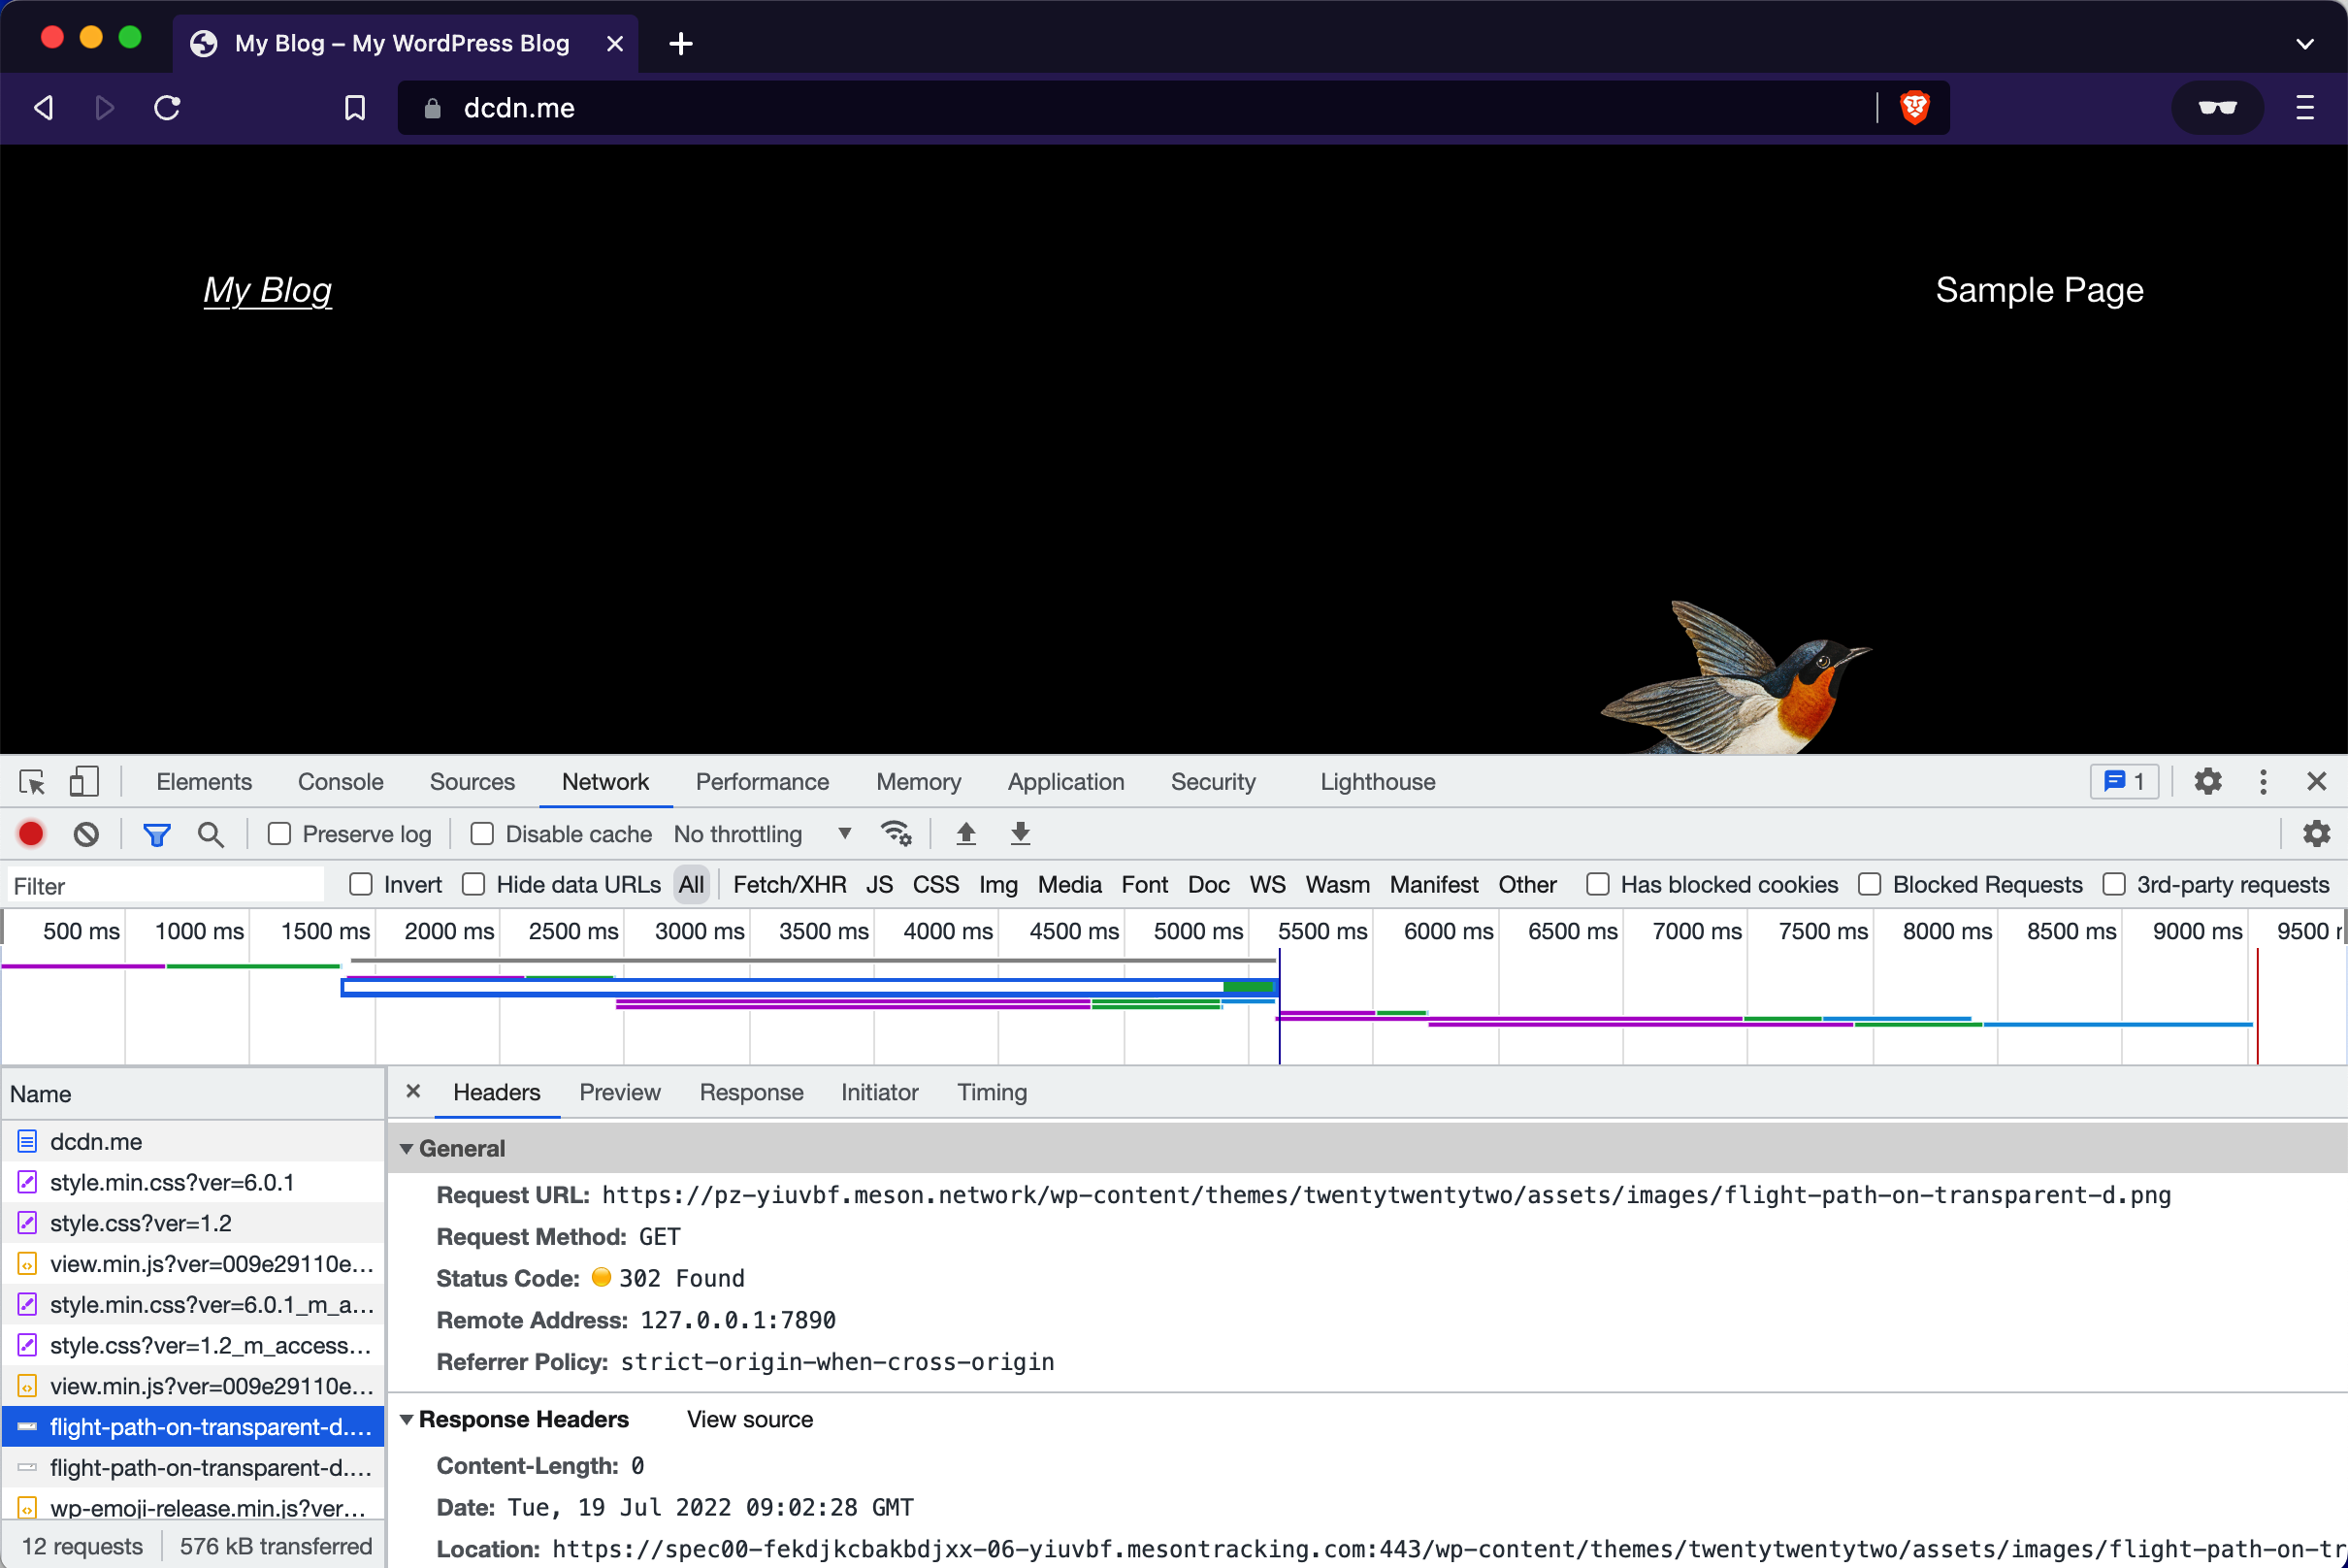 My Blog – My WordPress Blog
dcdn.me
My Blog
Sample Page
Elements Console Sources Network Performance Memory Application Security Lighthouse 1
Preserve log Disable cache No throttling
Filter Invert Hide data URLs All Fetch/XHR JS CSS Img Media Font Doc WS Wasm Manifest Other Has blocked cookies Blocked Requests 3rd-party requests
500 ms 1000 ms 1500 ms 2000 ms 2500 ms 3000 ms 3500 ms 4000 ms 4500 ms 5000 ms 5500 ms 6000 ms 6500 ms 7000 ms 7500 ms 8000 ms 8500 ms 9000 ms 9500
Name
dcdn.me
style.min.css?ver=6.0.1
style.css?ver=1.2
view.min.js?ver=009e29110e...
style.min.css?ver=6.0.1_m_a...
style.css?ver=1.2_m_access...
view.min.js?ver=009e29110e...
flight-path-on-transparent-d....
flight-path-on-transparent-d....
wp-emoji-release.min.js?ver...
12 requests 576 kB transferred
Headers Preview Response Initiator Timing
General
Request URL: https://pz-yiuvbf.meson.network/wp-content/themes/twentytwentytwo/assets/images/flight-path-on-transparent-d.png
Request Method: GET
Status Code: 302 Found
Remote Address: 127.0.0.1:7890
Referrer Policy: strict-origin-when-cross-origin
Response Headers View source
Content-Length: 0
Date: Tue, 19 Jul 2022 09:02:28 GMT
Location: https://spec00-fekdjkcbakbdjxx-06-yiuvbf.mesontracking.com:443/wp-content/themes/twentytwentytwo/assets/images/flight-path-on-tr